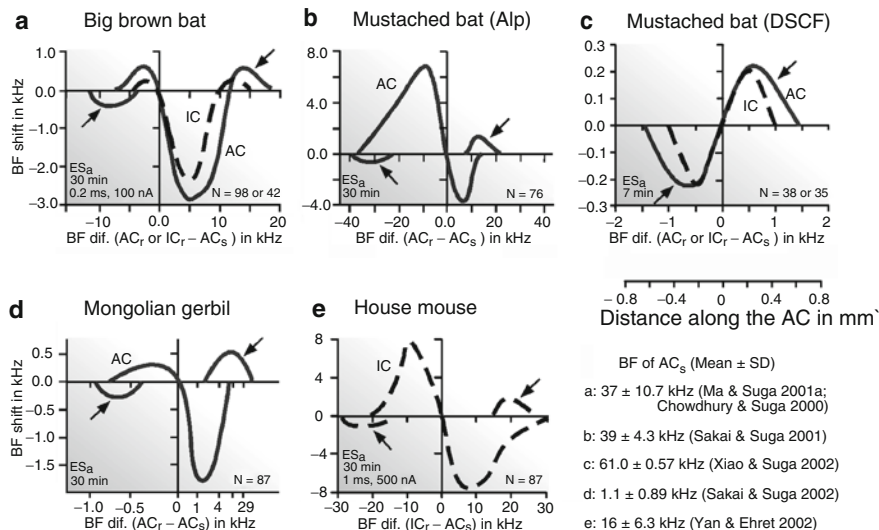 a Big brown bat
BF shift in kHz
1.0
0.0
−1.0
−2.0
−3.0
AC
IC
AC
ESa
30 min
0.2 ms, 100 nA
N = 98 or 42
−10 0.0 10 20
BF dif. (ACr or ICr – ACs ) in kHz
b Mustached bat (Alp)
8.0
4.0
0.0
−4.0
AC
ESa
30 min
N = 76
−40 −20 0 20 40
BF dif. (ACr – ACs ) in kHz
c Mustached bat (DSCF)
0.3
0.2
0.1
0.0
−0.1
−0.2
−0.3
IC
AC
ESa
7 min
N = 38 or 35
−2 −1 0 1 2
BF dif. (ACr or ICr – ACs ) in kHz
− 0.8 −0.4 0 0.4 0.8
Distance along the AC in mm`
d Mongolian gerbil
BF shift in kHz
0.5
0.0
−0.5
−1.0
−1.5
AC
ESa
30 min
N = 87
−1.0 −0.5 0 1 4 29
BF dif. (ACr – ACs) in kHz
e House mouse
8
4
0
−4
−8
IC
ESa
30 min
1 ms, 500 nA
N = 87
−30 −20 −10 0 10 20 30
BF dif. (ICr – ACs) in kHz
BF of ACs (Mean ± SD)
a: 37 ± 10.7 kHz (Ma & Suga 2001a;
Chowdhury & Suga 2000)
b: 39 ± 4.3 kHz (Sakai & Suga 2001)
c: 61.0 ± 0.57 kHz (Xiao & Suga 2002)
d: 1.1 ± 0.89 kHz (Sakai & Suga 2002)
e: 16 ± 6.3 kHz (Yan & Ehret 2002)